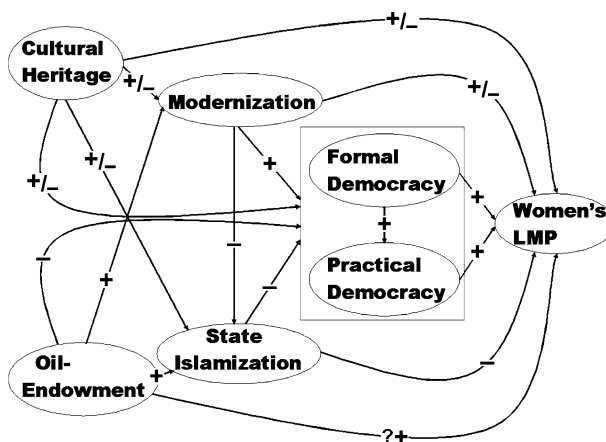 +/–
Cultural
Heritage
+/–
+/–
Modernization
+/–
+
Formal
Democracy
+/–
+
+
Women's
LMP
–
–
+
Practical
Democracy
+
–
State
Islamization
Oil-
Endowment
+
–
?+